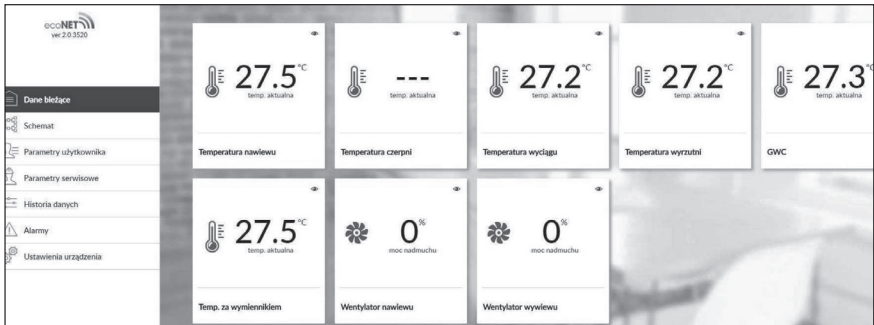 ecoNET
ver 2.0.3520
Dane bieżące
Schemat
Parametry użytkownika
Parametry serwisowe
Historia danych
Alarmy
Ustawienia urządzenia
27.5 °C
temp. aktualna
Temperatura nawiewu
---
temp. aktualna
Temperatura czerpni
27.2 °C
temp. aktualna
Temperatura wyciągu
27.2 °C
temp. aktualna
Temperatura wyrzutni
27.3 °C
temp. aktualna
GWC
27.5 °C
temp. aktualna
Temp. za wymiennikiem
0 %
moc nadmuchu
Wentylator nawiewu
0 %
moc nadmuchu
Wentylator wywiewu